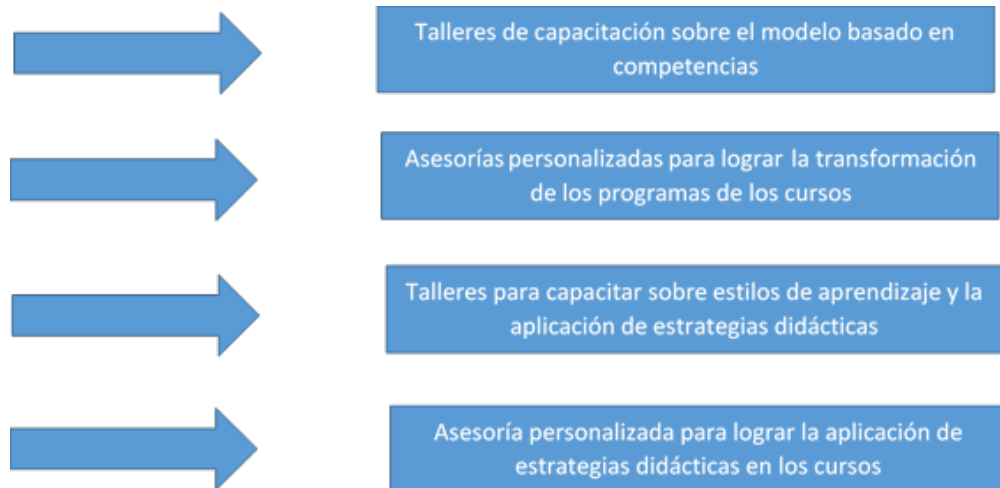 Talleres de capacitación sobre el modelo basado en
competencias
Asesorías personalizadas para lograr la transformación
de los programas de los cursos
Talleres para capacitar sobre estilos de aprendizaje y la
aplicación de estrategias didácticas
Asesoría personalizada para lograr la aplicación de
estrategias didácticas en los cursos